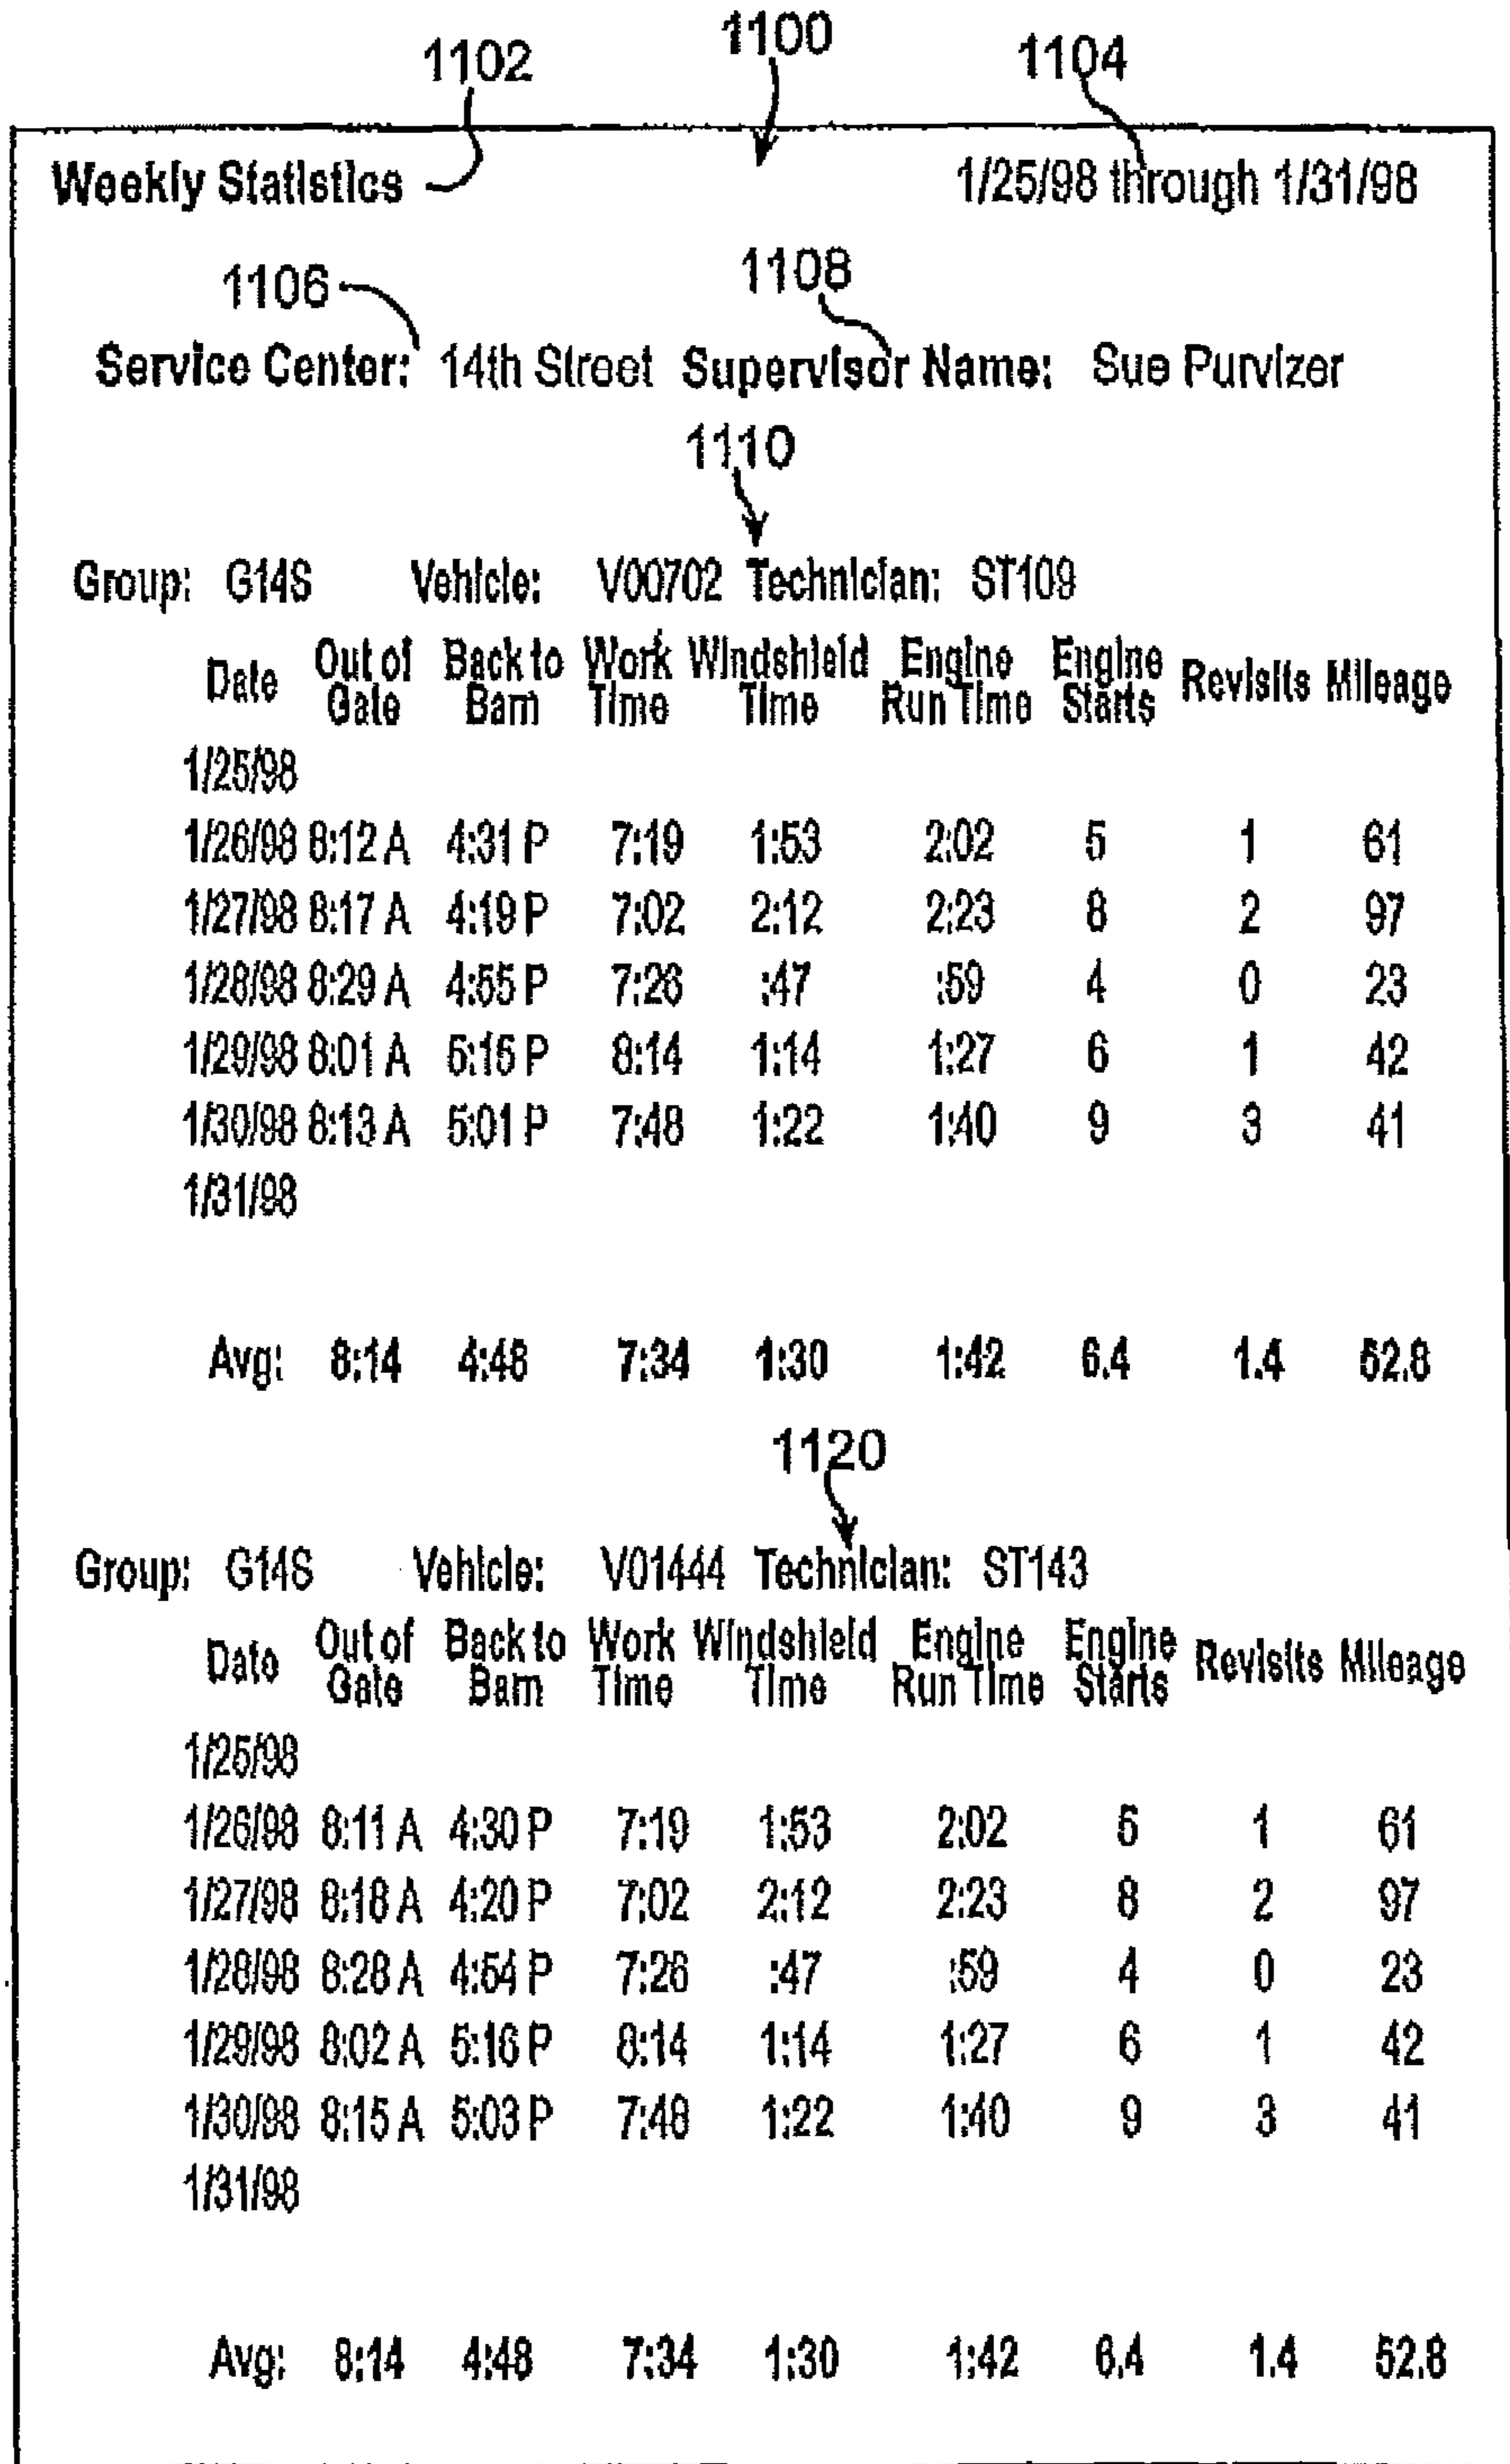 1102 1100 1104
Weekly Statistics 1/25/98 through 1/31/98
1106 1108
Service Center: 14th Street Supervisor Name: Sue Purvizer
1110
Group: G14S Vehicle: V00702 Technician: ST109
Date Out of Gate Back to Barn Work Time Windshield Time Engine Run Time Engine Starts Revisits Mileage
1/25/98
1/26/98 8:12 A 4:31 P 7:19 1:53 2:02 5 1 61
1/27/98 8:17 A 4:19 P 7:02 2:12 2:23 8 2 97
1/28/98 8:29 A 4:55 P 7:26 :47 :59 4 0 23
1/29/98 8:01 A 5:15 P 8:14 1:14 1:27 6 1 42
1/30/98 8:13 A 5:01 P 7:48 1:22 1:40 9 3 41
1/31/98
Avg: 8:14 4:48 7:34 1:30 1:42 6.4 1.4 52.8
1120
Group: G14S Vehicle: V01444 Technician: ST143
Date Out of Gate Back to Barn Work Time Windshield Time Engine Run Time Engine Starts Revisits Mileage
1/25/98
1/26/98 8:11 A 4:30 P 7:19 1:53 2:02 5 1 61
1/27/98 8:18 A 4:20 P 7:02 2:12 2:23 8 2 97
1/28/98 8:28 A 4:54 P 7:26 :47 :59 4 0 23
1/29/98 8:02 A 5:16 P 8:14 1:14 1:27 6 1 42
1/30/98 8:15 A 5:03 P 7:48 1:22 1:40 9 3 41
1/31/98
Avg: 8:14 4:48 7:34 1:30 1:42 6.4 1.4 52.8